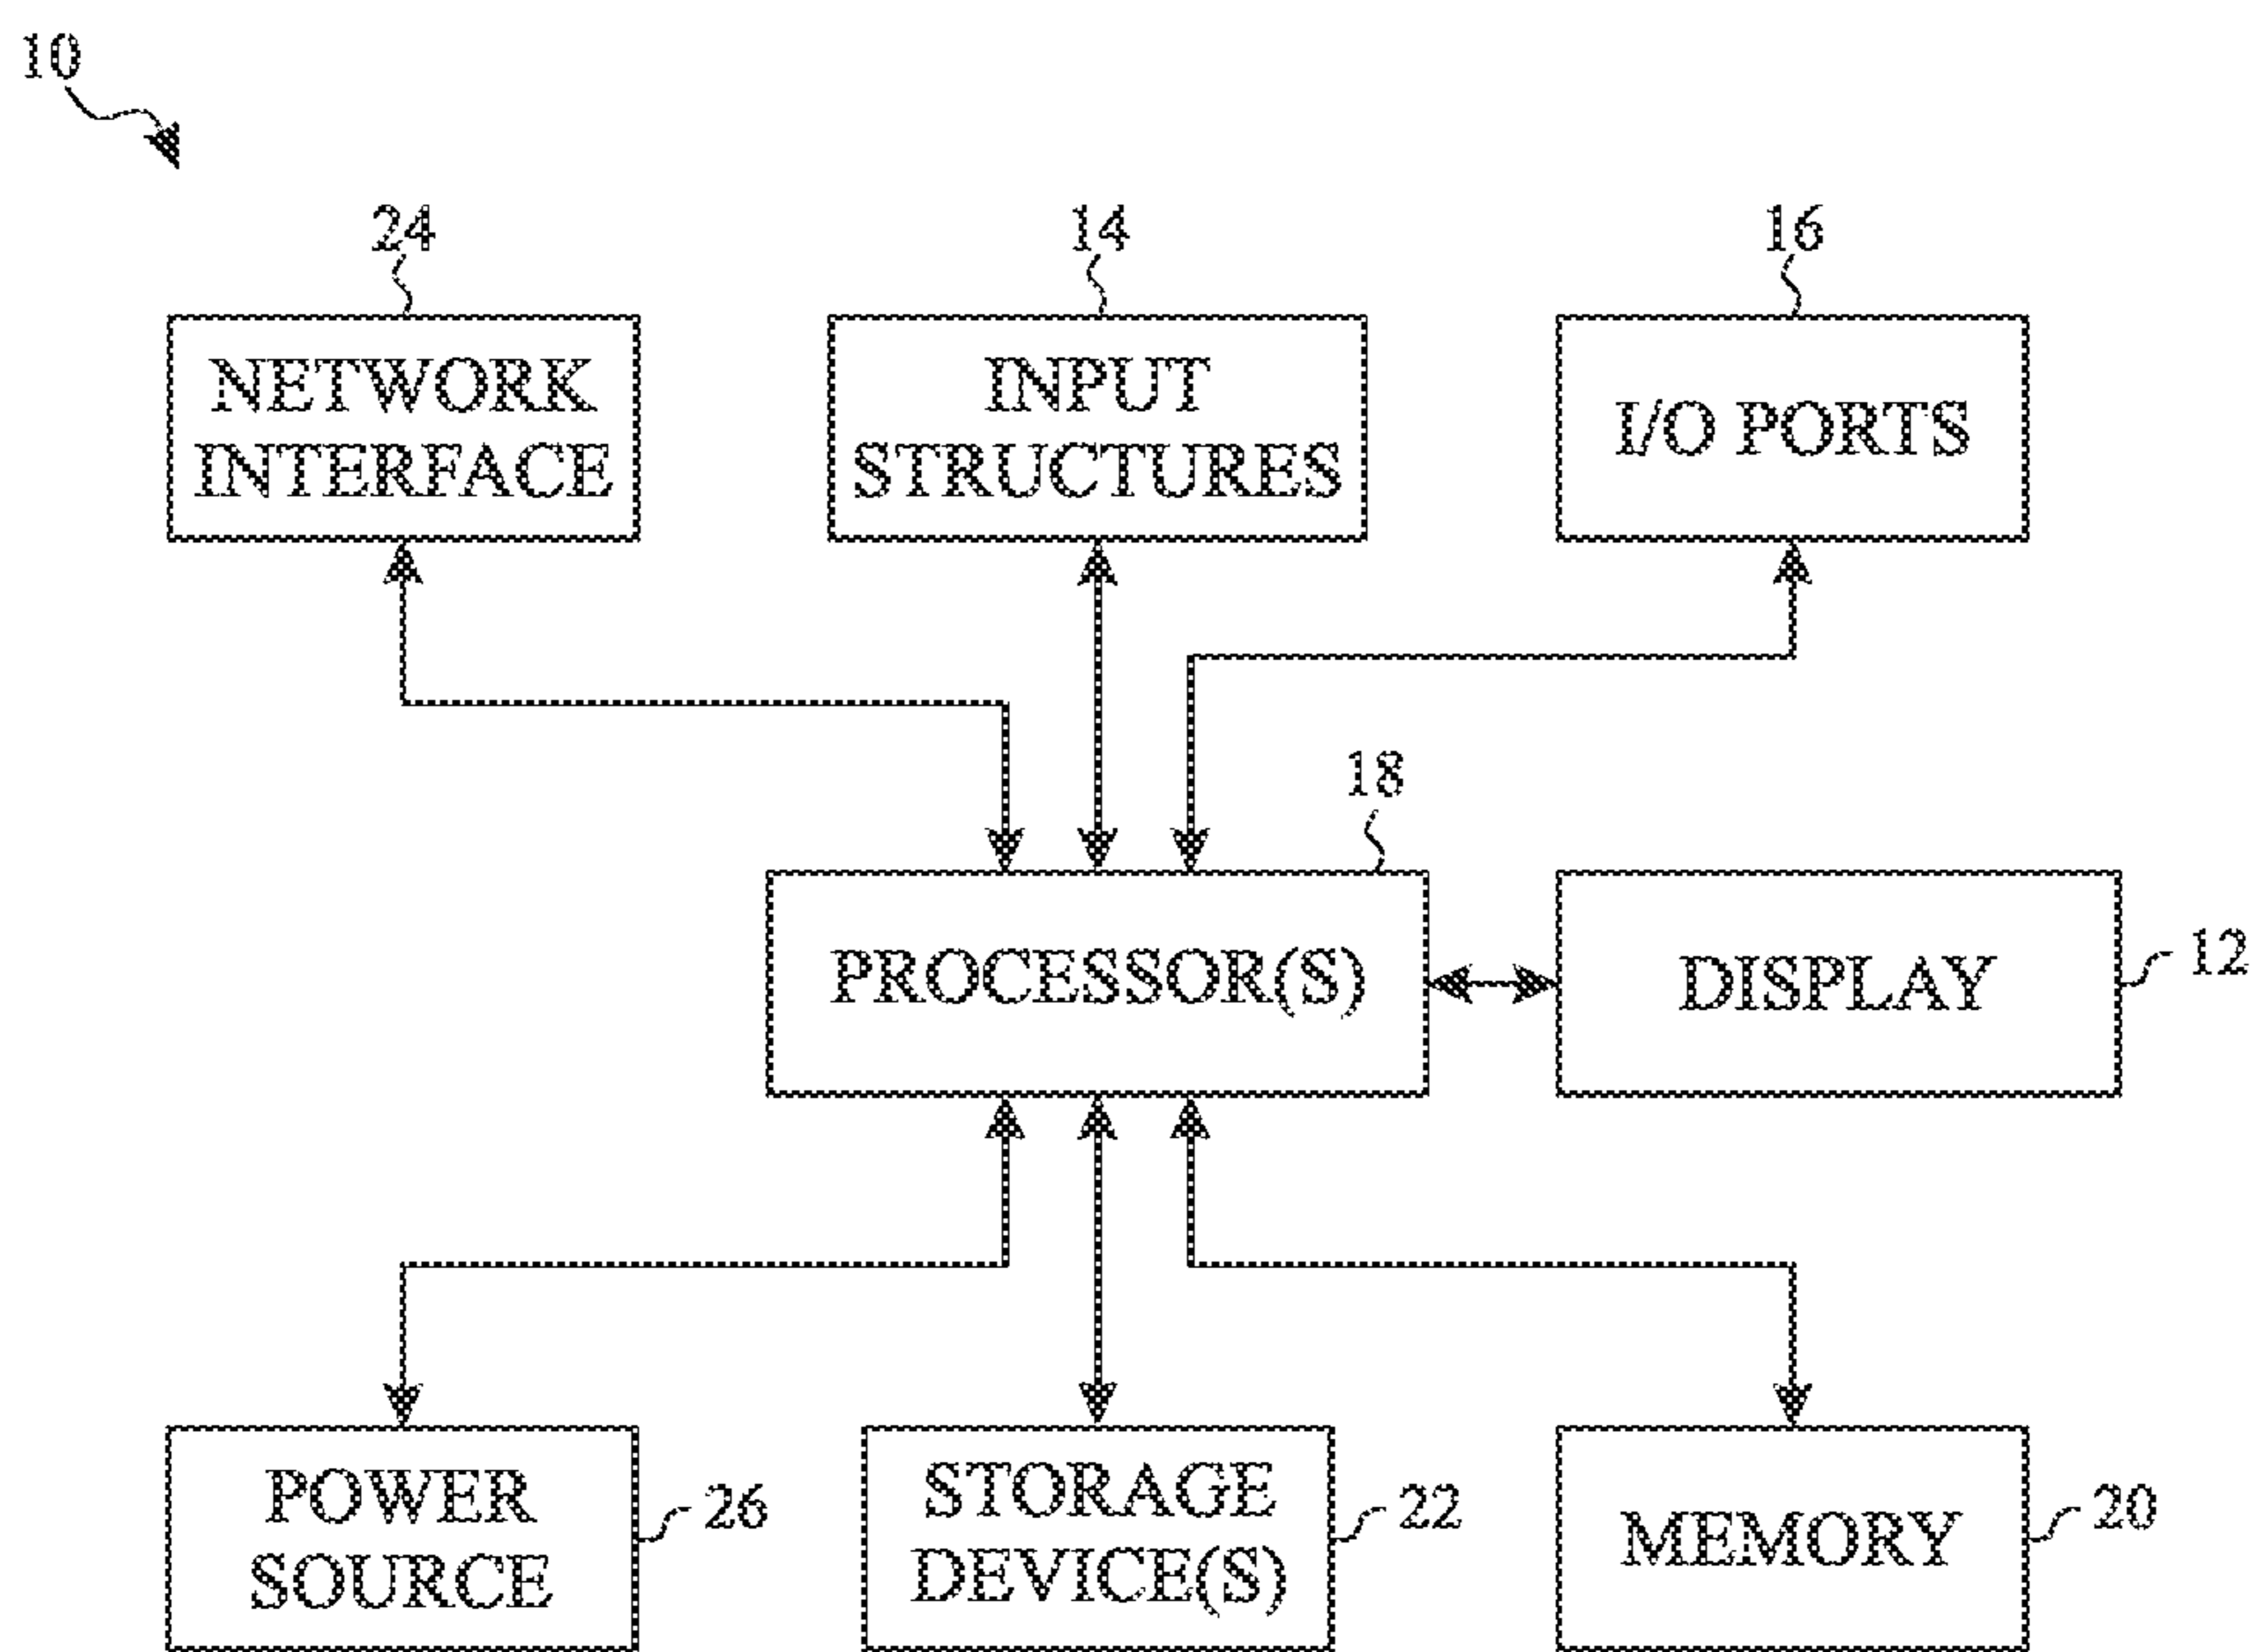 10
24
14
16
NETWORK
INTERFACE
INPUT
STRUCTURES
I/O PORTS
18
PROCESSOR(S)
DISPLAY
12
POWER
SOURCE
26
STORAGE
DEVICE(S)
22
MEMORY
20